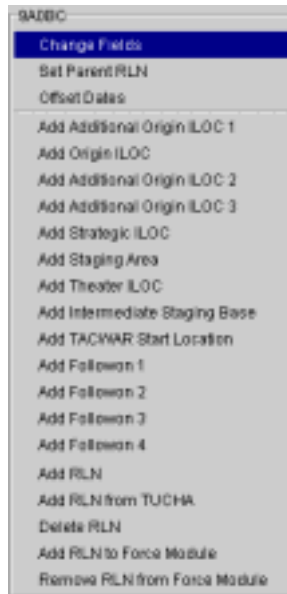 9A0BC
Change Fields
Set Parent RLN
Offset Dates
Add Additional Origin ILOC 1
Add Origin ILOC
Add Additional Origin ILOC 2
Add Additional Origin ILOC 3
Add Strategic ILOC
Add Staging Area
Add Theater ILOC
Add Intermediate Staging Base
Add TACWAR Start Location
Add Followon 1
Add Followon 2
Add Followon 3
Add Followon 4
Add RLN
Add RLN from TUCHA
Delete RLN
Add RLN to Force Module
Remove RLN from Force Module